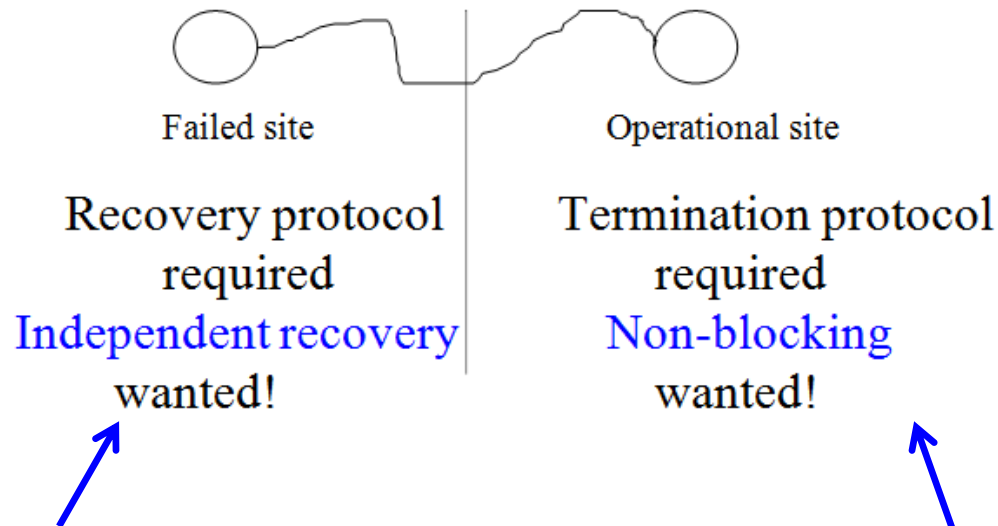 Failed site
Operational site
Recovery protocol
required
Independent recovery
wanted!
Termination protocol
required
Non-blocking
wanted!